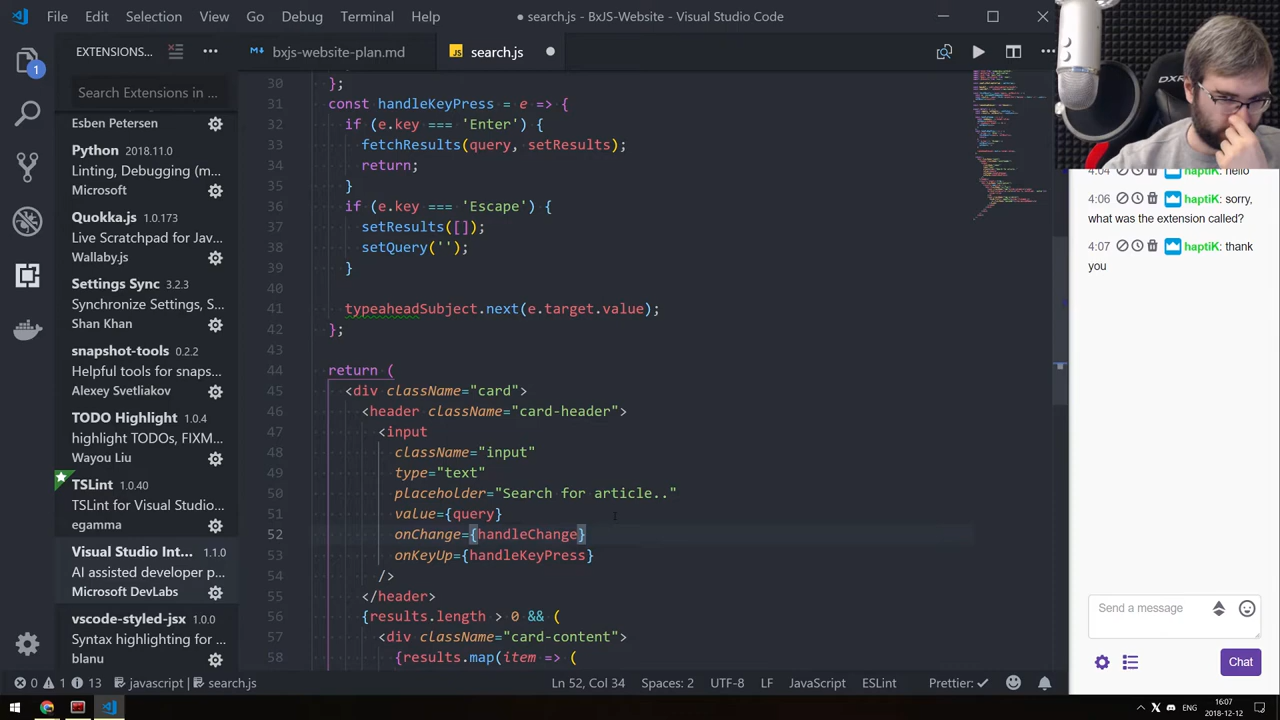 File Edit Selection View Go Debug Terminal Help
● search.js - BxJS-Website - Visual Studio Code
EXTENSIONS...
bxjs-website-plan.md
JS search.js
1
Search Extensions in ...
Esben Petersen
Python 2018.11.0
Linting, Debugging (m...
Microsoft
Quokka.js 1.0.173
Live Scratchpad for Jav...
Wallaby.js
Settings Sync 3.2.3
Synchronize Settings, S...
Shan Khan
snapshot-tools 0.2.2
Helpful tools for snaps...
Alexey Svetliakov
TODO Highlight 1.0.4
highlight TODOs, FIXM...
Wayou Liu
TSLint 1.0.40
TSLint for Visual Studio...
egamma
Visual Studio Int... 1.1.0
AI assisted developer p...
Microsoft DevLabs
vscode-styled-jsx 1.0.0
Syntax highlighting for ...
blanu
30 };
31 const handleKeyPress = e => {
32 if (e.key === 'Enter') {
33 fetchResults(query, setResults);
34 return;
35 }
36 if (e.key === 'Escape') {
37 setResults([]);
38 setQuery('');
39 }
40
41 typeaheadSubject.next(e.target.value);
42 };
43
44 return (
45 <div className="card">
46 <header className="card-header">
47 <input
48 className="input"
49 type="text"
50 placeholder="Search for article.."
51 value={query}
52 onChange={handleChange}
53 onKeyUp={handleKeyPress}
54 />
55 </header>
56 {results.length > 0 && (
57 <div className="card-content">
58 {results.map(item => (
DXR
4:04 haptiK: hello
4:06 haptiK: sorry,
what was the extension called?
4:07 haptiK: thank
you
Send a message
Chat
0 1 13 javascript search.js
Ln 52, Col 34 Spaces: 2 UTF-8 LF JavaScript ESLint Prettier: ✓
ENG
16:07
2018-12-12